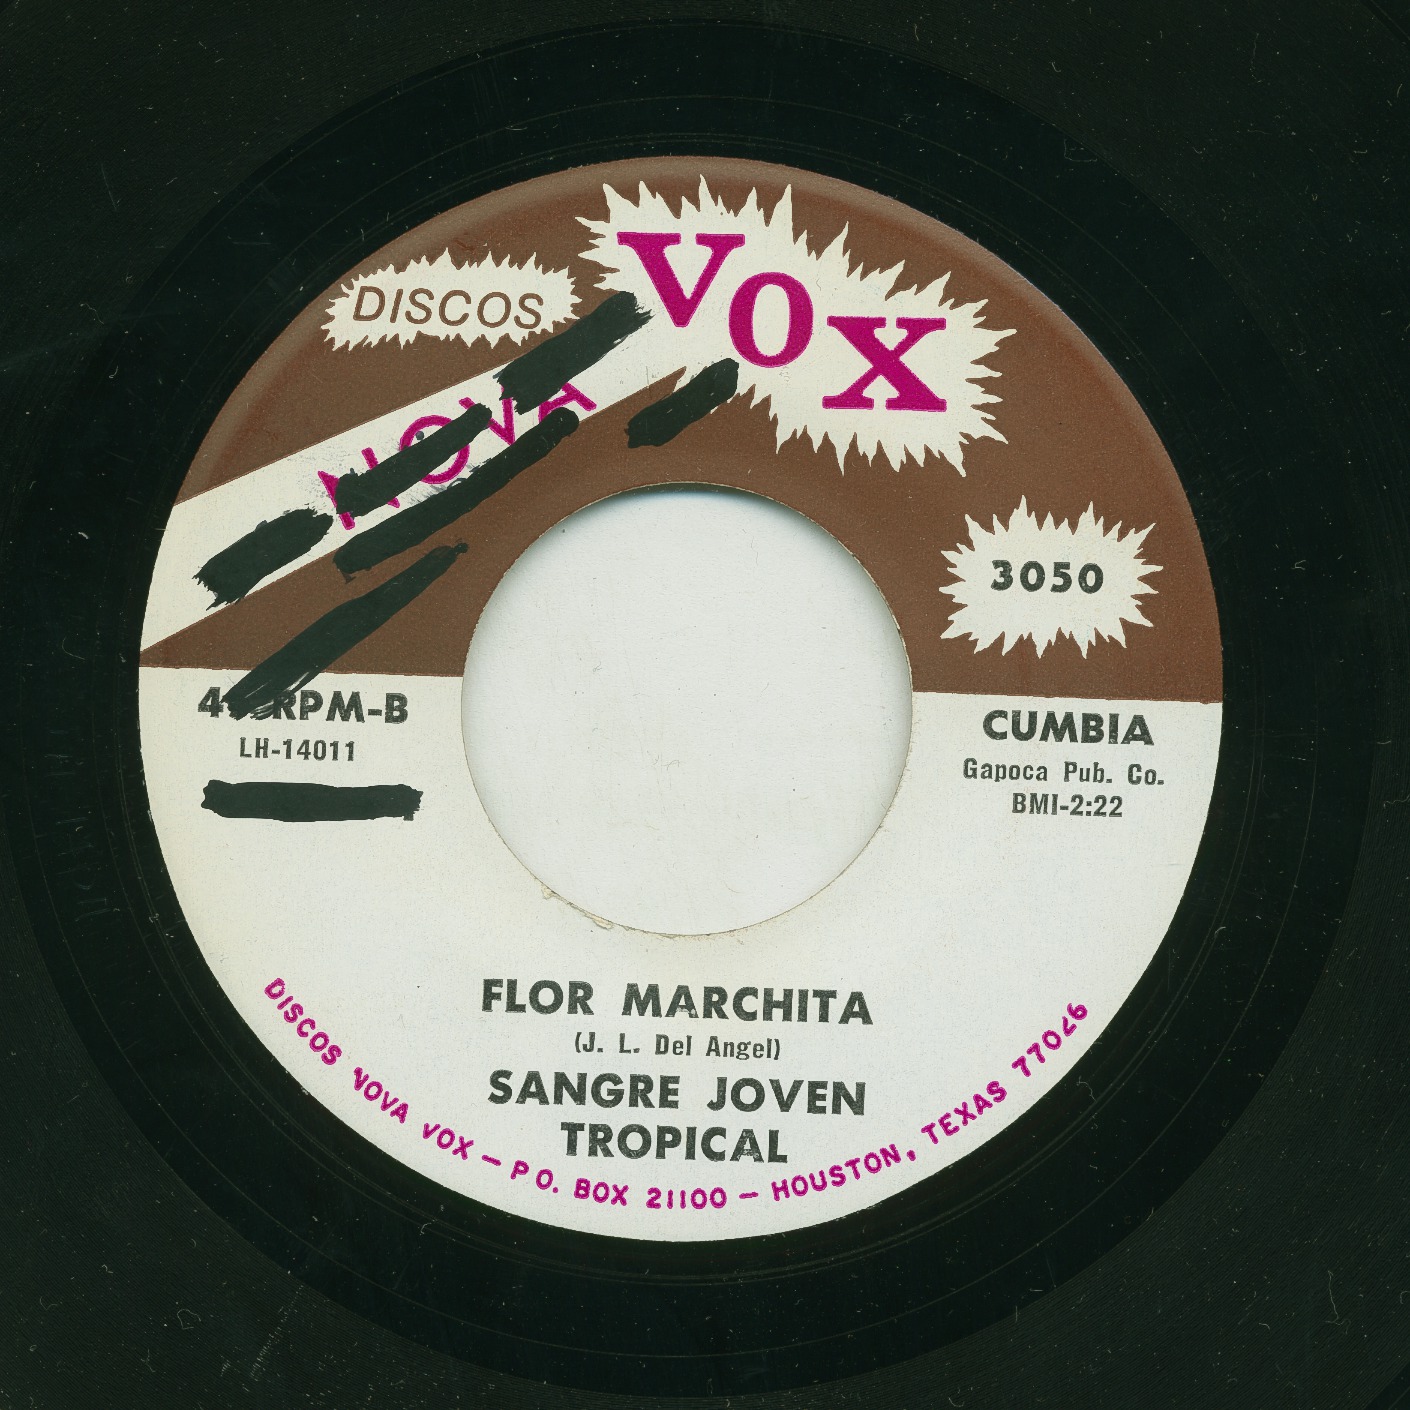 DISCOS
NOVA
VOX
3050
RPM-B
LH-14011
CUMBIA
Gapoca Pub. Co.
BMI-2:22
FLOR MARCHITA
(J. L. Del Angel)
SANGRE JOVEN
TROPICAL
DISCOS NOVA VOX – P.O. BOX 21100 – HOUSTON, TEXAS 77026